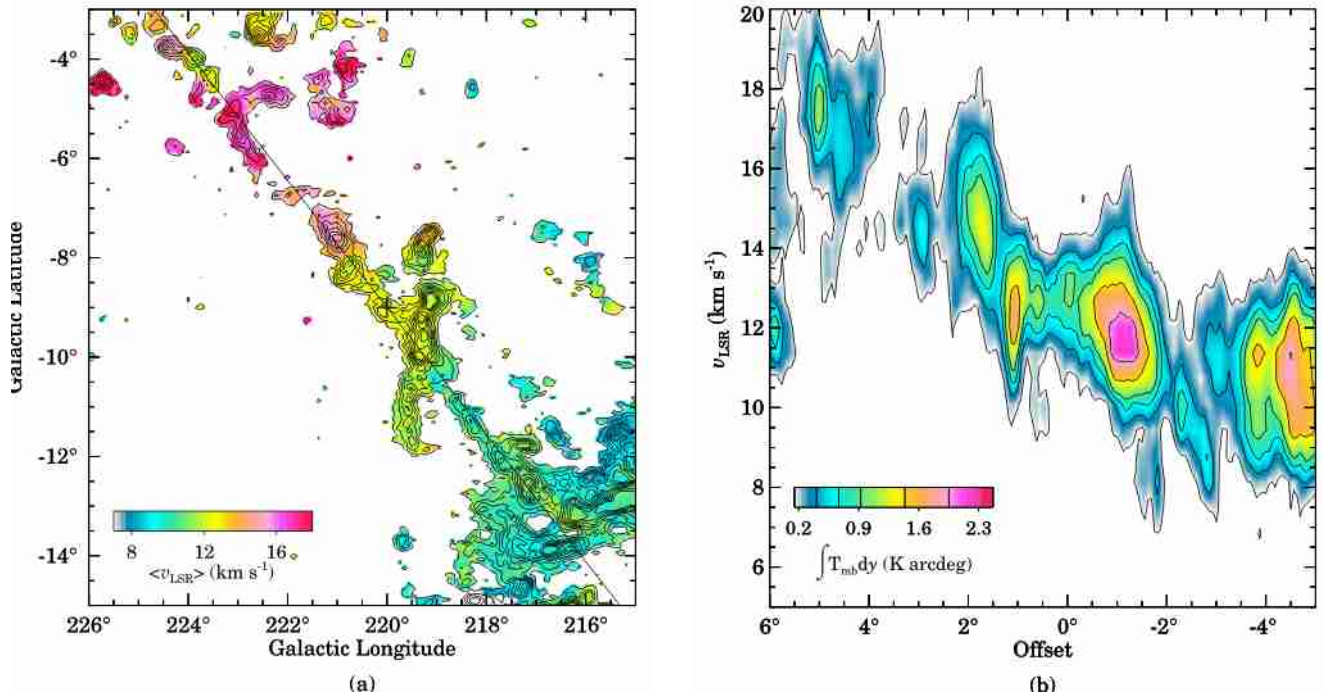 -4°
-6°
-8°
-10°
-12°
-14°
Galactic Latitude
8 12 16
<v_LSR> (km s⁻¹)
226° 224° 222° 220° 218° 216°
Galactic Longitude
(a)
20
18
16
14
12
10
8
6
v_LSR (km s⁻¹)
0.2 0.9 1.6 2.3
∫T_mb dy (K arcdeg)
6° 4° 2° 0° -2° -4°
Offset
(b)